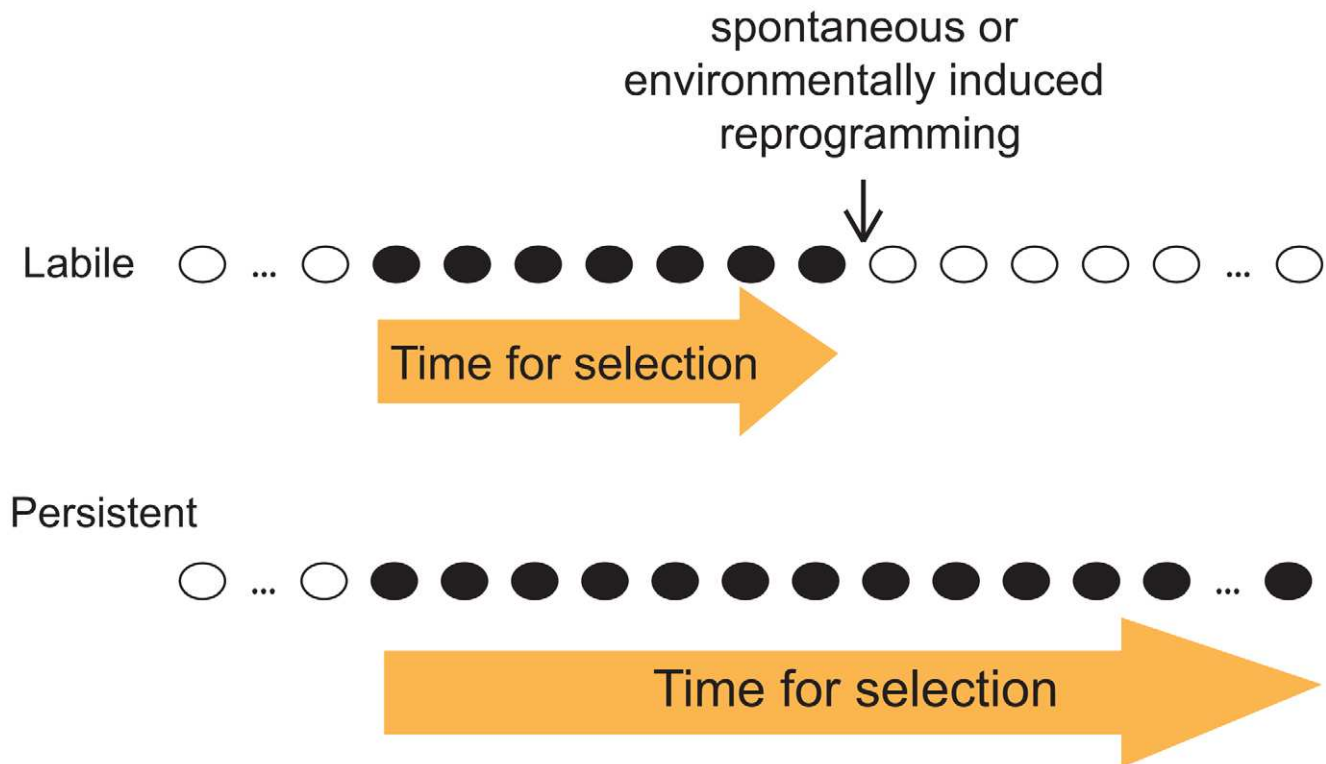 spontaneous or
environmentally induced
reprogramming
Labile ... ...
Time for selection
Persistent
... ...
Time for selection